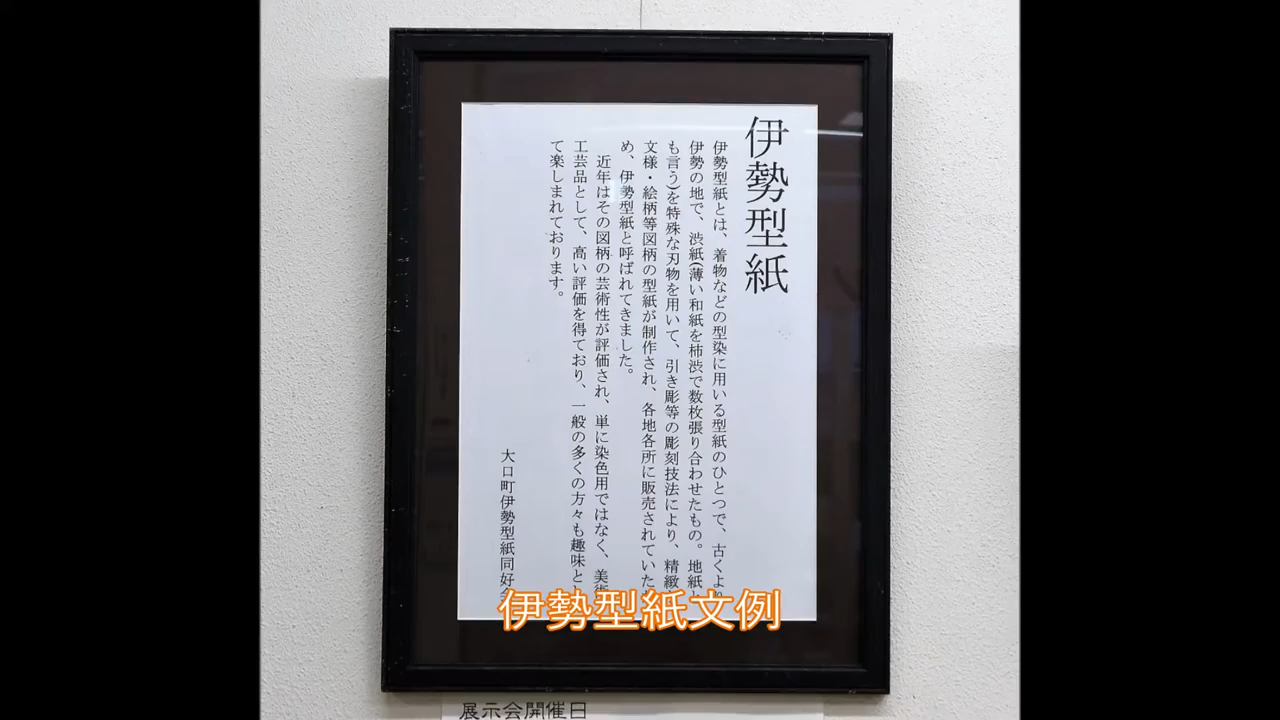 伊勢型紙
伊勢型紙とは、着物などの型染に用いる型紙のひとつで、古くより
伊勢の地で、渋紙(薄い和紙を柿渋で数枚張り合わせたもの。地紙と
も言う)を特殊な刃物を用いて、引き彫等の彫刻技法により、精緻
文様・絵柄等図柄の型紙が制作され、各地各所に販売されていた
め、伊勢型紙と呼ばれてきました。
近年はその図柄の芸術性が評価され、単に染色用ではなく、美術
工芸品として、高い評価を得ており、一般の多くの方々も趣味とし
て楽しまれております。
大口町伊勢型紙同好会
伊勢型紙文例
展示会開催日